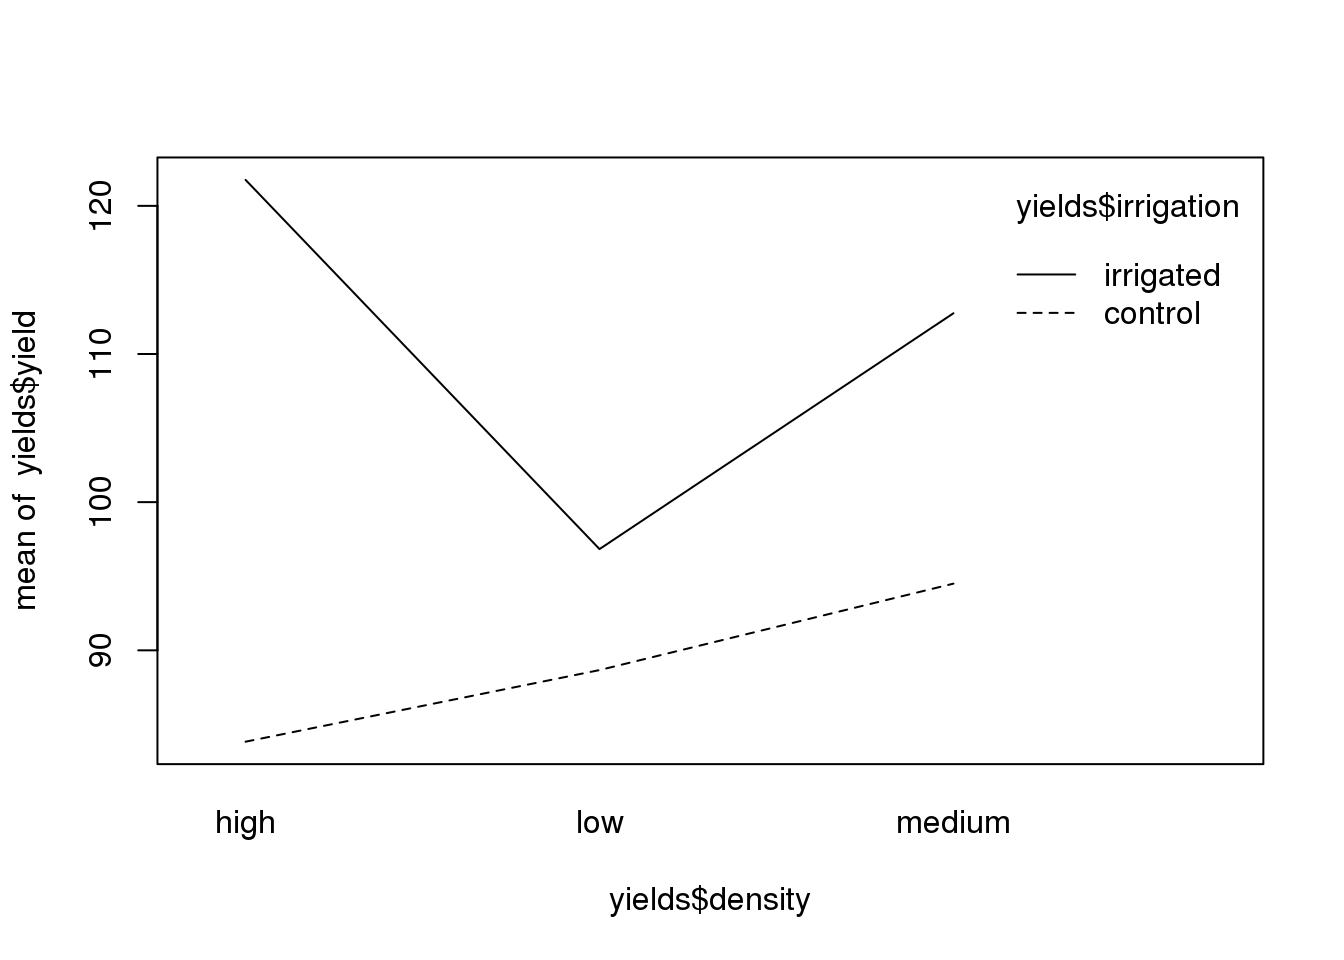 mean of  yields$yield
120
110
100
90
yields$irrigation
irrigated
control
high
low
medium
yields$density